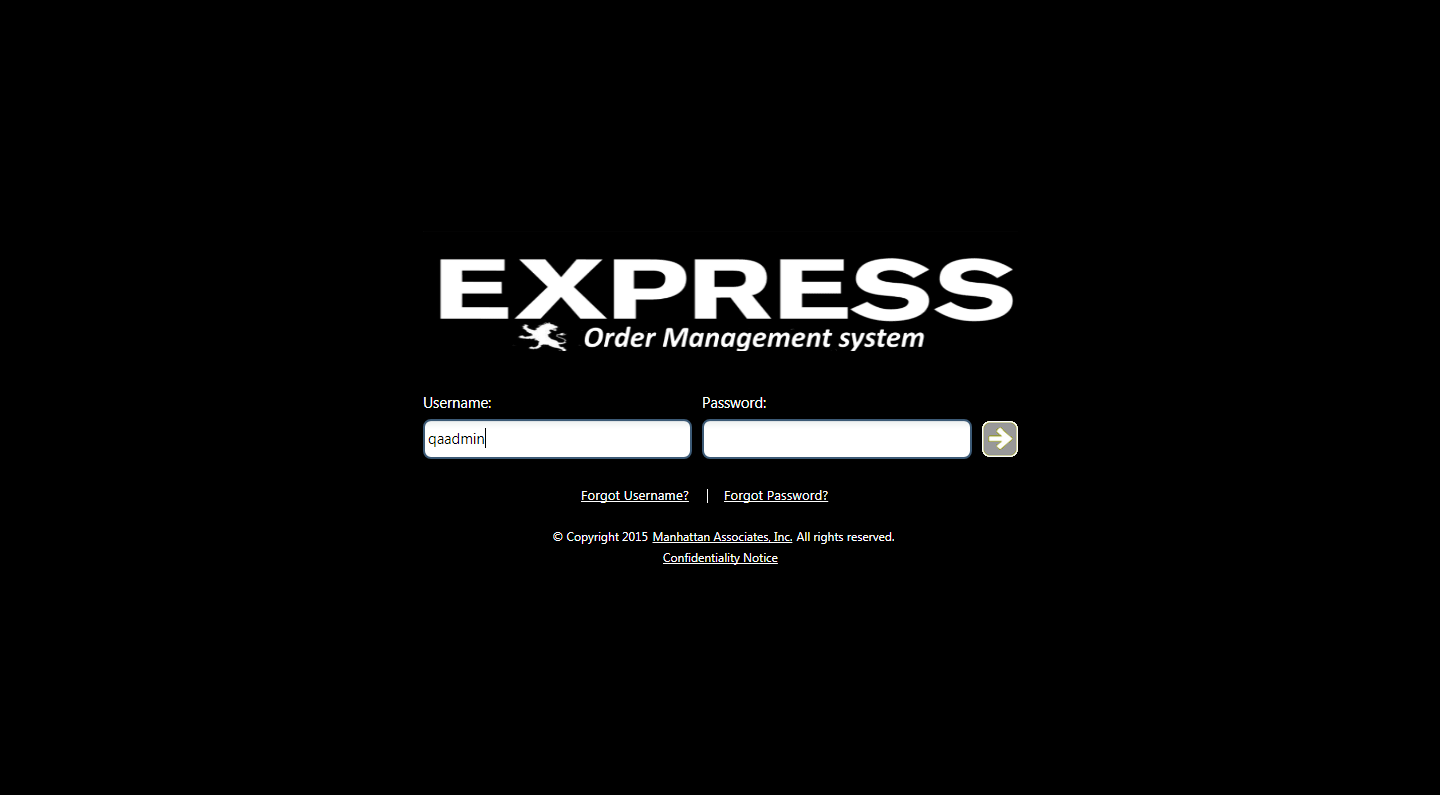 EXPRESS
Order Management system
Username: Password:
qaadmin
Forgot Username? | Forgot Password?
© Copyright 2015 Manhattan Associates, Inc. All rights reserved.
Confidentiality Notice